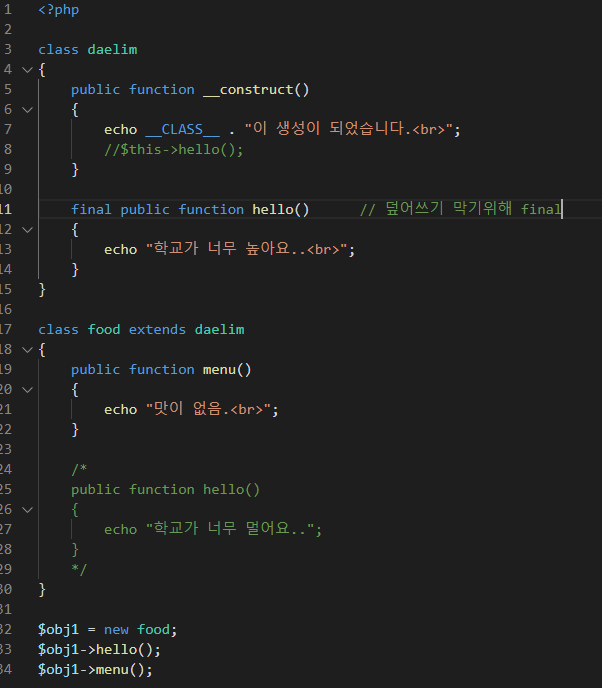 1 <?php
2
3 class daelim
4 {
5     public function __construct()
6     {
7         echo __CLASS__ . "이 생성이 되었습니다.<br>";
8         //$this->hello();
9     }
10
11     final public function hello()      // 덮어쓰기 막기위해 final
12     {
13         echo "학교가 너무 높아요..<br>";
14     }
15 }
16
17 class food extends daelim
18 {
19     public function menu()
20     {
21         echo "맛이 없음.<br>";
22     }
23
24     /*
25     public function hello()
26     {
27         echo "학교가 너무 멀어요..";
28     }
29     */
30 }
31
32 $obj1 = new food;
33 $obj1->hello();
34 $obj1->menu();